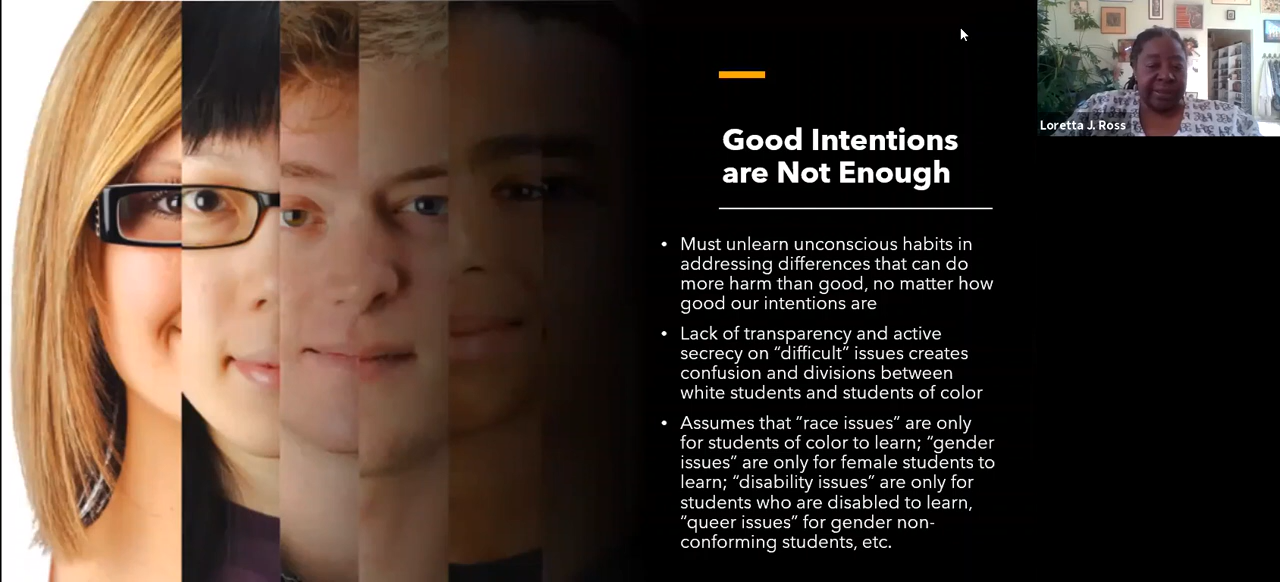 Good Intentions
are Not Enough
• Must unlearn unconscious habits in
addressing differences that can do
more harm than good, no matter how
good our intentions are
• Lack of transparency and active
secrecy on “difficult” issues creates
confusion and divisions between
white students and students of color
• Assumes that “race issues” are only
for students of color to learn; “gender
issues” are only for female students to
learn; “disability issues” are only for
students who are disabled to learn,
“queer issues” for gender non-
conforming students, etc.
Loretta J. Ross